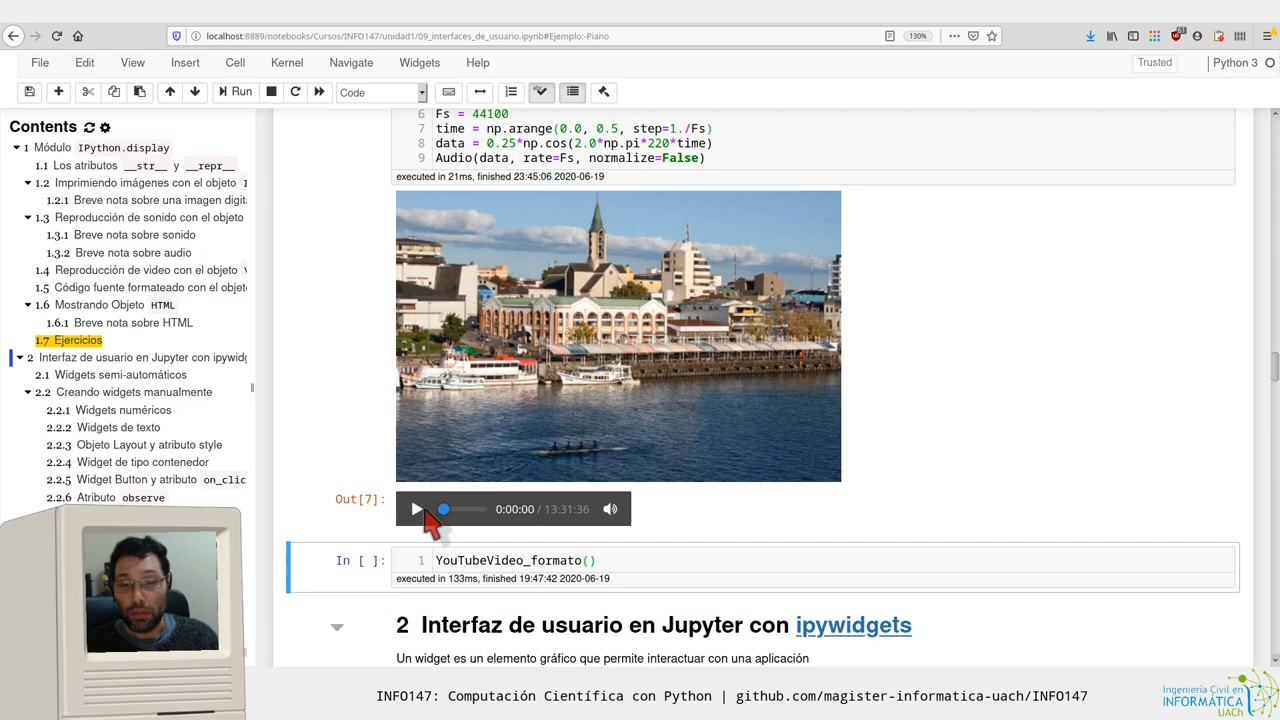 localhost:8889/notebooks/Cursos/INFO147/unidad1/09_interfaces_de_usuario.ipynb#Ejemplo:-Piano
130%
File Edit View Insert Cell Kernel Navigate Widgets Help
Trusted
Python 3
Run
Code
Contents
1 Módulo IPython.display
1.1 Los atributos __str__ y __repr__
1.2 Imprimiendo imágenes con el objeto
1.2.1 Breve nota sobre una imagen digita
1.3 Reproducción de sonido con el objeto
1.3.1 Breve nota sobre sonido
1.3.2 Breve nota sobre audio
1.4 Reproducción de video con el objeto
1.5 Código fuente formateado con el objeto
1.6 Mostrando Objeto HTML
1.6.1 Breve nota sobre HTML
1.7 Ejercicios
2 Interfaz de usuario en Jupyter con ipywidg
2.1 Widgets semi-automáticos
2.2 Creando widgets manualmente
2.2.1 Widgets numéricos
2.2.2 Widgets de texto
2.2.3 Objeto Layout y atributo style
2.2.4 Widget de tipo contenedor
2.2.5 Widget Button y atributo on_clic
2.2.6 Atributo observe
6 Fs = 44100
7 time = np.arange(0.0, 0.5, step=1./Fs)
8 data = 0.25*np.cos(2.0*np.pi*220*time)
9 Audio(data, rate=Fs, normalize=False)
executed in 21ms, finished 23:45:06 2020-06-19
Out[7]:
0:00:00 / 13:31:36
In [ ]:
1 YouTubeVideo_formato()
executed in 133ms, finished 19:47:42 2020-06-19
2 Interfaz de usuario en Jupyter con ipywidgets
Un widget es un elemento gráfico que permite interactuar con una aplicación
INFO147: Computación Científica con Python | github.com/magister-informatica-uach/INFO147
Ingeniería Civil en
INFORMÁTICA
UACh